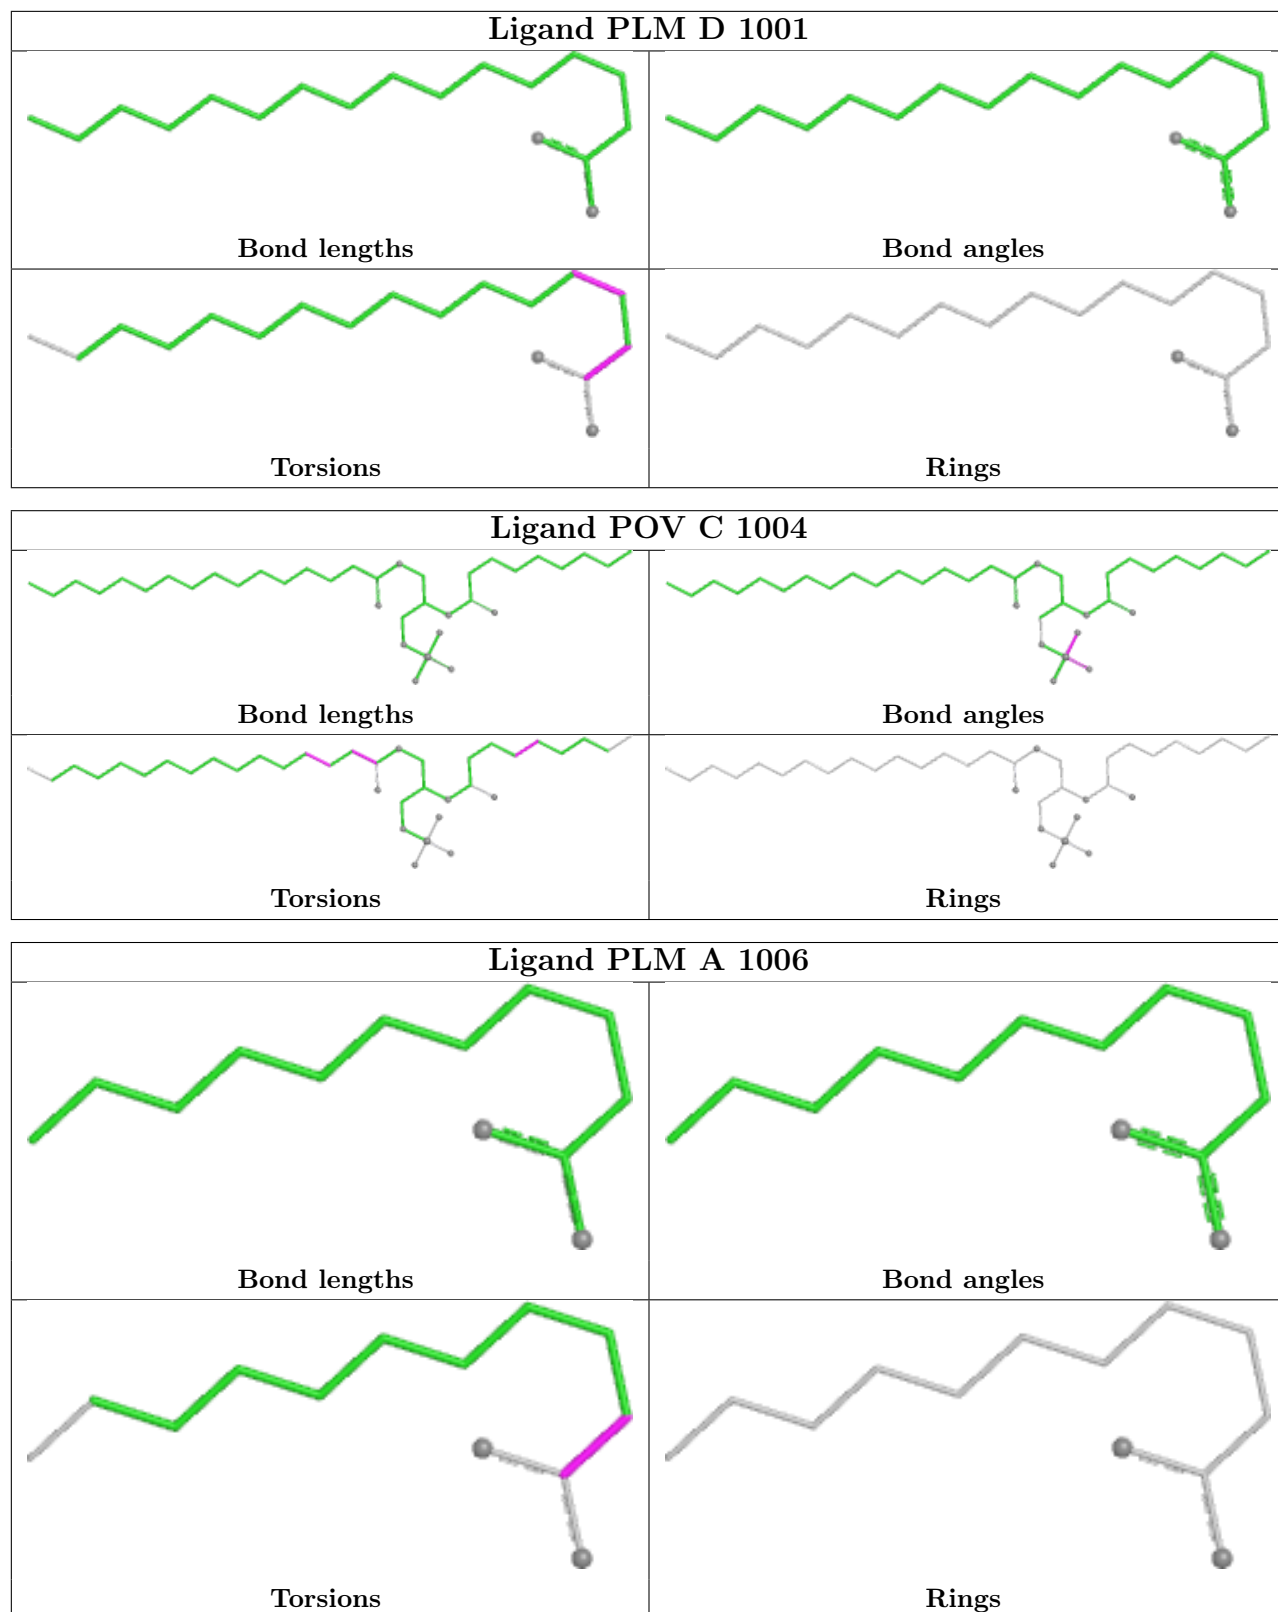 Ligand PLM D 1001
Bond lengths
Bond angles
Torsions
Rings
Ligand POV C 1004
Bond lengths
Bond angles
Torsions
Rings
Ligand PLM A 1006
Bond lengths
Bond angles
Torsions
Rings